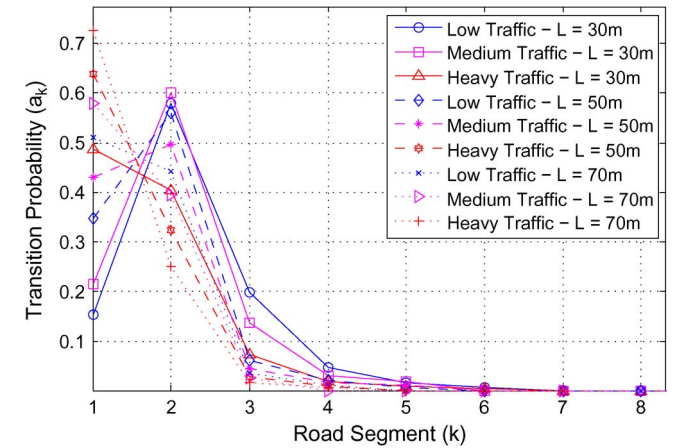 Transition Probability (ak)
0.7
0.6
0.5
0.4
0.3
0.2
0.1
1 2 3 4 5 6 7 8
Road Segment (k)
Low Traffic – L = 30m
Medium Traffic – L = 30m
Heavy Traffic – L = 30m
Low Traffic – L = 50m
Medium Traffic – L = 50m
Heavy Traffic – L = 50m
Low Traffic – L = 70m
Medium Traffic – L = 70m
Heavy Traffic – L = 70m